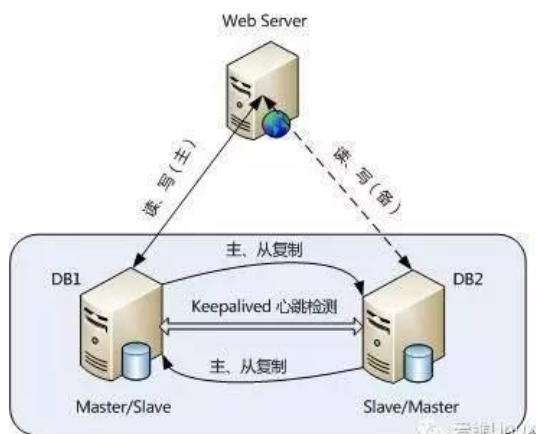 Web Server
读、写(主)
读、写(备)
主、从复制
DB1
DB2
Keepalived 心跳检测
主、从复制
Master/Slave
Slave/Master